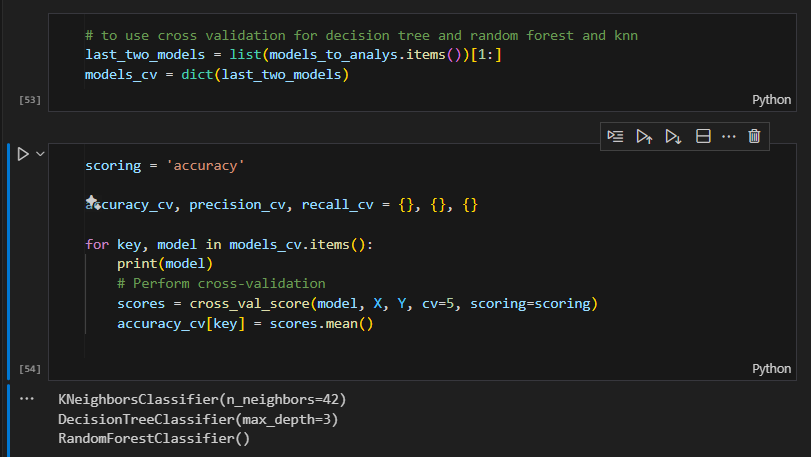 # to use cross validation for decision tree and random forest and knn
last_two_models = list(models_to_analys.items())[1:]
models_cv = dict(last_two_models)
[53]
Python
scoring = 'accuracy'
accuracy_cv, precision_cv, recall_cv = {}, {}, {}
for key, model in models_cv.items():
    print(model)
    # Perform cross-validation
    scores = cross_val_score(model, X, Y, cv=5, scoring=scoring)
    accuracy_cv[key] = scores.mean()
[54]
Python
KNeighborsClassifier(n_neighbors=42)
DecisionTreeClassifier(max_depth=3)
RandomForestClassifier()